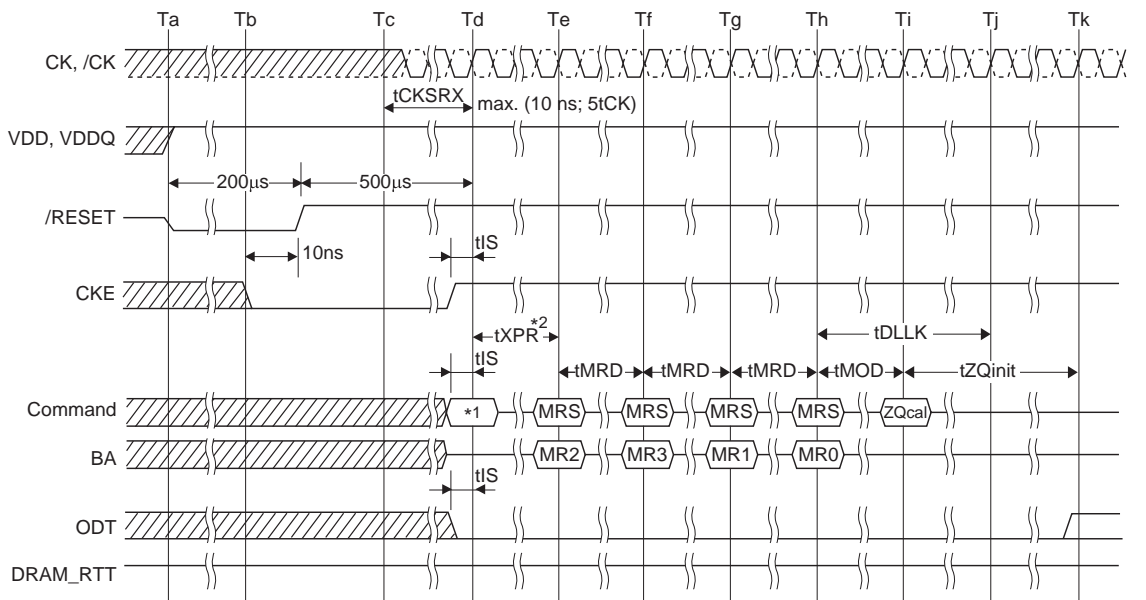 Ta Tb Tc Td Te Tf Tg Th Ti Tj Tk
CK, /CK
tCKSRX max. (10 ns; 5tCK)
VDD, VDDQ
200μs 500μs
/RESET
10ns tIS
CKE
tXPR*2 tDLLK
tIS
tMRD tMRD tMRD tMOD tZQinit
Command *1 MRS MRS MRS MRS ZQcal
BA MR2 MR3 MR1 MR0
tIS
ODT
DRAM_RTT